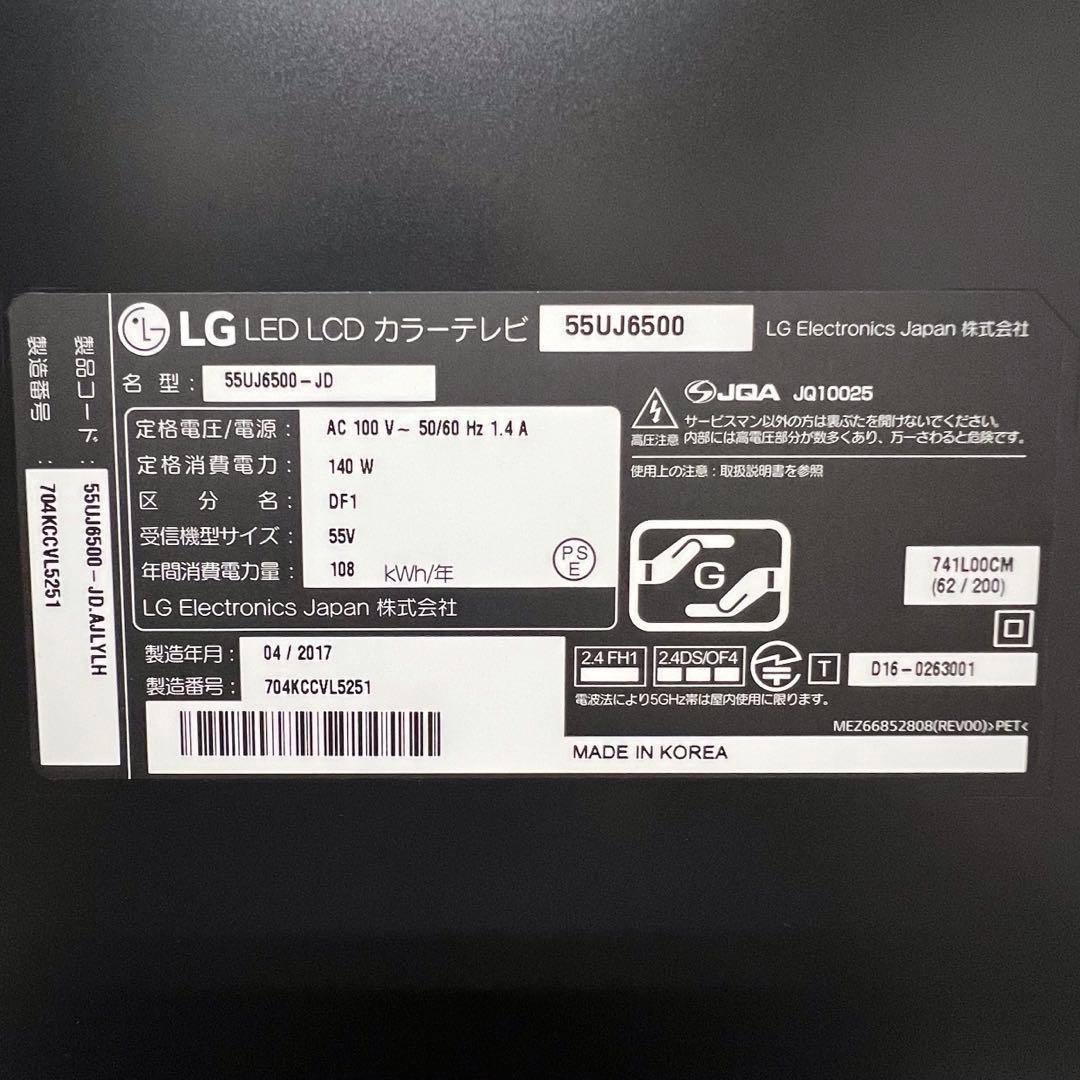 LG LED LCD カラーテレビ 55UJ6500 LG Electronics Japan 株式会社
名 型 : 55UJ6500-JD
定格電圧/電源 : AC 100 V~ 50/60 Hz 1.4 A
定格消費電力 : 140 W
区 分 名 : DF1
受信機型サイズ : 55V
年間消費電力量 : 108 kWh/年
PS
E
LG Electronics Japan 株式会社
JQA JQ10025
高圧注意
サービスマン以外の方は裏ぶたを開けないでください。
内部には高電圧部分が数多くあり、万一さわると危険です。
使用上の注意 : 取扱説明書を参照
G
741L00CM
(62 / 200)
製造年月 : 04 / 2017
製造番号 : 704KCCVL5251
2.4 FH1 2.4DS/OF4 T D16-0263001
電波法により5GHz帯は屋内使用に限ります。
MEZ66852808(REV00)>PET<
MADE IN KOREA
製品コード : 55UJ6500-JD.AJLYLH
製造番号 : 704KCCVL5251